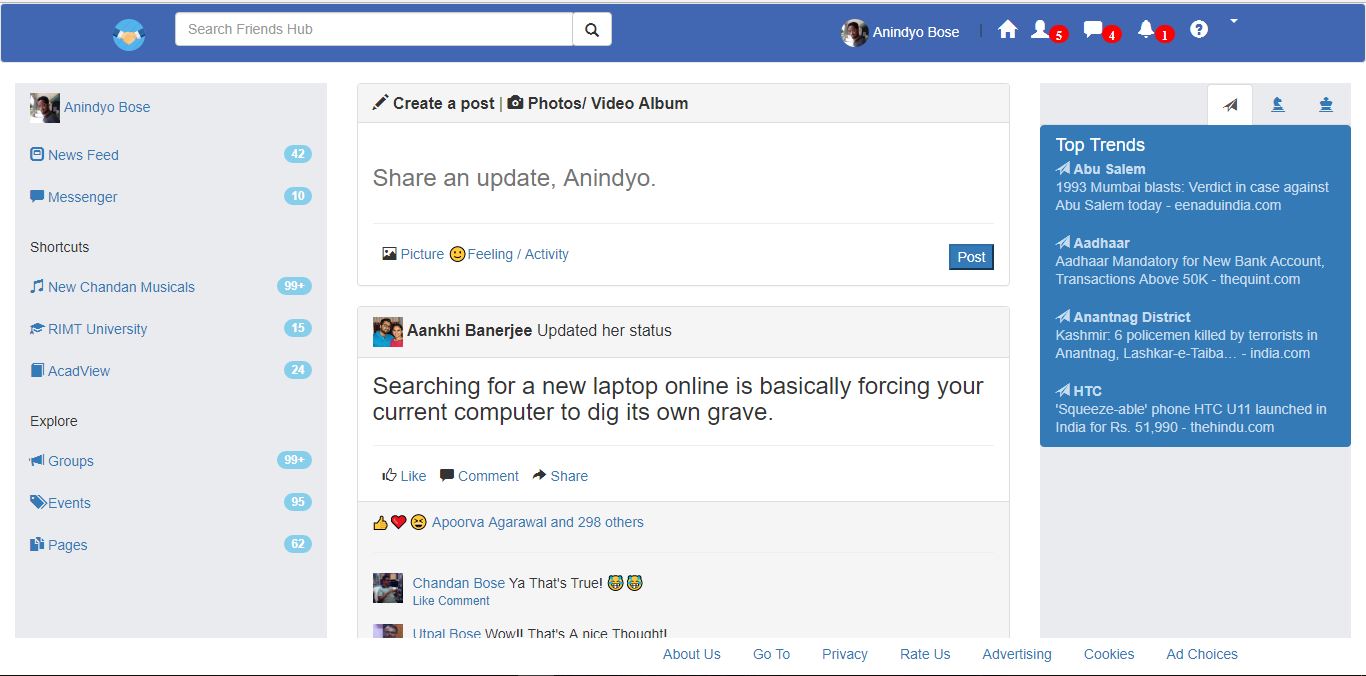 Search Friends Hub
Anindyo Bose
5
4
1
Anindyo Bose
News Feed 42
Messenger 10
Shortcuts
New Chandan Musicals 99+
RIMT University 15
AcadView 24
Explore
Groups 99+
Events 95
Pages 62
Create a post | Photos/ Video Album
Share an update, Anindyo.
Picture Feeling / Activity
Post
Aankhi Banerjee Updated her status
Searching for a new laptop online is basically forcing your
current computer to dig its own grave.
Like Comment Share
Apoorva Agarawal and 298 others
Chandan Bose Ya That's True!
Like Comment
Utpal Bose Wow!! That's A nice Thought!
Top Trends
Abu Salem
1993 Mumbai blasts: Verdict in case against
Abu Salem today - eenaduindia.com
Aadhaar
Aadhaar Mandatory for New Bank Account,
Transactions Above 50K - thequint.com
Anantnag District
Kashmir: 6 policemen killed by terrorists in
Anantnag, Lashkar-e-Taiba… - india.com
HTC
'Squeeze-able' phone HTC U11 launched in
India for Rs. 51,990 - thehindu.com
About Us Go To Privacy Rate Us Advertising Cookies Ad Choices